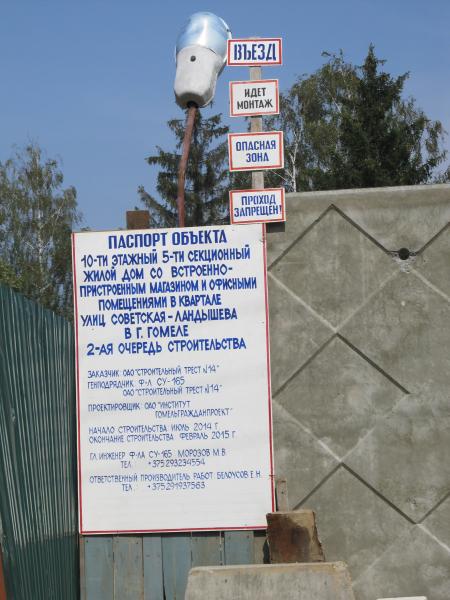 ВЪЕЗД
ИДЕТ
МОНТАЖ
ОПАСНАЯ
ЗОНА
ПРОХОД
ЗАПРЕЩЕН!
ПАСПОРТ ОБЪЕКТА
10-ТИ ЭТАЖНЫЙ 5-ТИ СЕКЦИОННЫЙ
ЖИЛОЙ ДОМ СО ВСТРОЕННО-
ПРИСТРОЕННЫМ МАГАЗИНОМ И ОФИСНЫМИ
ПОМЕЩЕНИЯМИ В КВАРТАЛЕ
УЛИЦ СОВЕТСКАЯ-ЛАНДЫШЕВА
В Г. ГОМЕЛЕ
2-АЯ ОЧЕРЕДЬ СТРОИТЕЛЬСТВА
ЗАКАЗЧИК ОАО "СТРОИТЕЛЬНЫЙ ТРЕСТ №14"
ГЕНПОДРЯДЧИК Ф-Л СУ-165
ОАО "СТРОИТЕЛЬНЫЙ ТРЕСТ №14"
ПРОЕКТИРОВЩИК ОАО "ИНСТИТУТ
ГОМЕЛЬГРАЖДАНПРОЕКТ"
НАЧАЛО СТРОИТЕЛЬСТВА ИЮЛЬ 2014 Г
ОКОНЧАНИЕ СТРОИТЕЛЬСТВА ФЕВРАЛЬ 2015 Г.
ГЛ. ИНЖЕНЕР Ф-ЛА СУ-165 МОРОЗОВ М.В.
ТЕЛ. +375293234554
ОТВЕТСТВЕННЫЙ ПРОИЗВОДИТЕЛЬ РАБОТ БЕЛОУСОВ Е.Н.
ТЕЛ. +375291937563